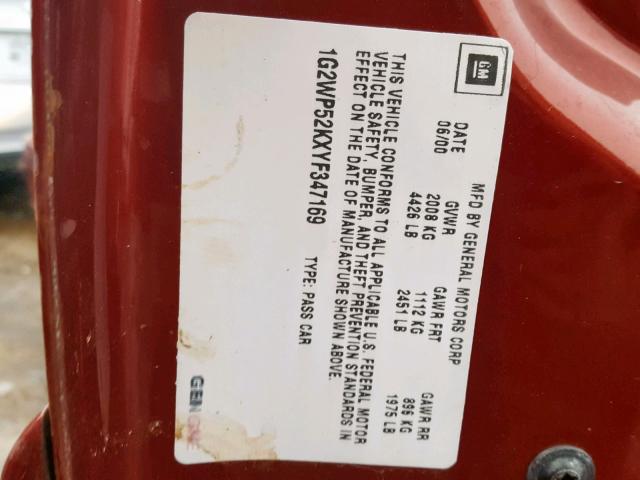 GM
MFD BY GENERAL MOTORS CORP
DATE GVWR GAWR FRT GAWR RR
06/00 2008 KG 1112 KG 896 KG
4426 LB 2451 LB 1975 LB
THIS VEHICLE CONFORMS TO ALL APPLICABLE U.S. FEDERAL MOTOR
VEHICLE SAFETY, BUMPER, AND THEFT PREVENTION STANDARDS IN
EFFECT ON THE DATE OF MANUFACTURE SHOWN ABOVE.
1G2WP52KXYF347169 TYPE: PASS CAR